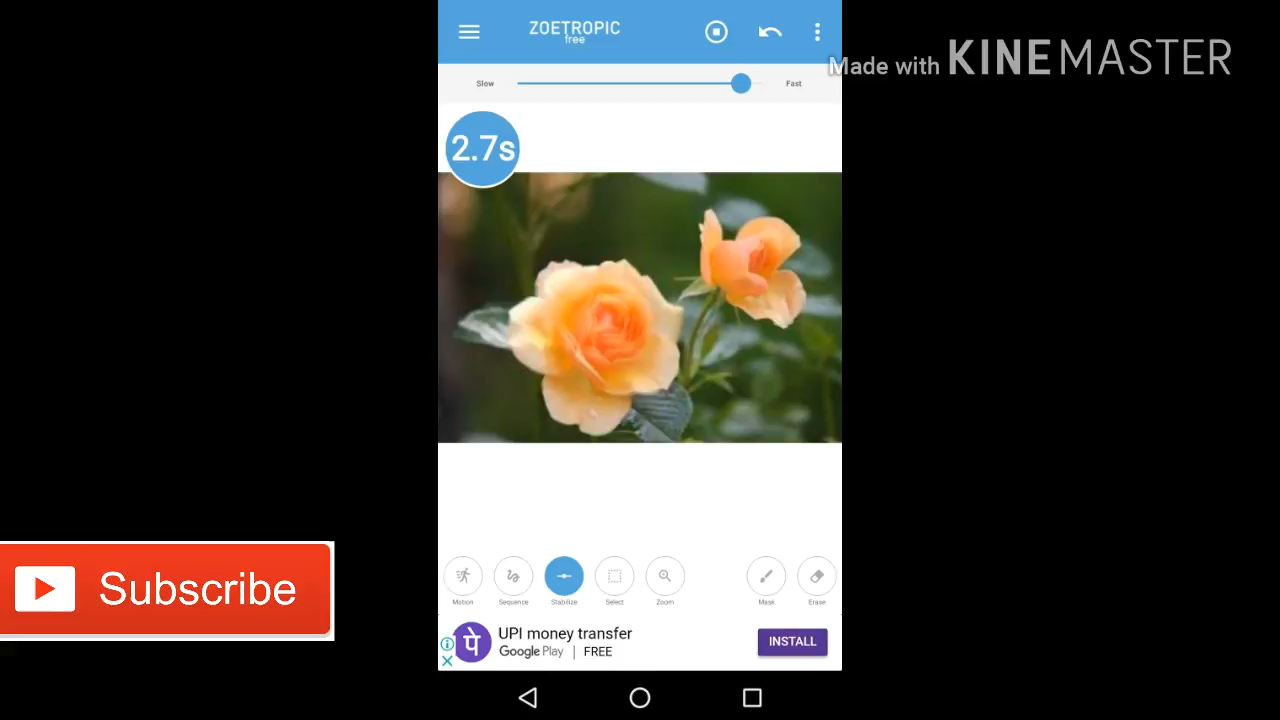 ZOETROPIC
free
Made with KINEMASTER
Slow
Fast
2.7s
Motion
Sequence
Stabilize
Select
Zoom
Mask
Erase
Subscribe
पे
UPI money transfer
Google Play | FREE
INSTALL